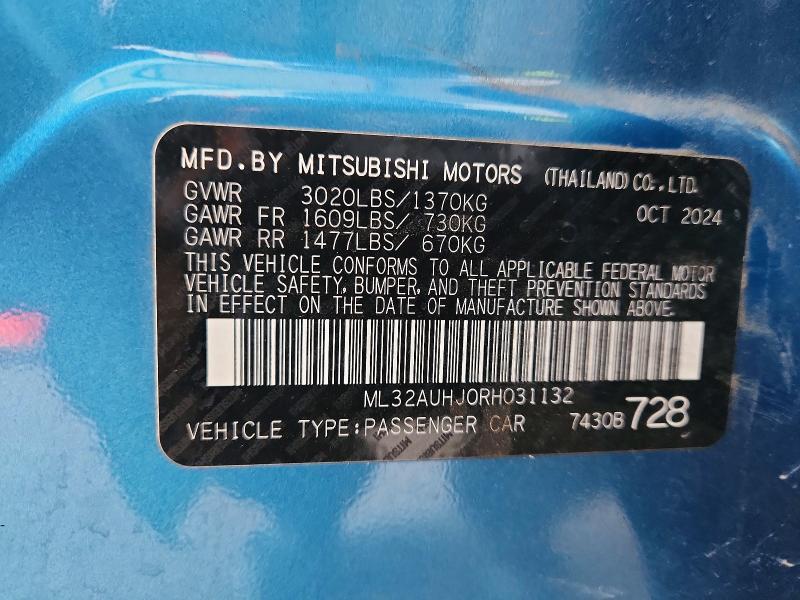 MFD.BY MITSUBISHI MOTORS (THAILAND) CO., LTD.
GVWR 3020LBS/1370KG OCT 2024
GAWR FR 1609LBS/ 730KG
GAWR RR 1477LBS/ 670KG
THIS VEHICLE CONFORMS TO ALL APPLICABLE FEDERAL MOTOR
VEHICLE SAFETY, BUMPER, AND THEFT PREVENTION STANDARDS
IN EFFECT ON THE DATE OF MANUFACTURE SHOWN ABOVE.
ML32AUHJ0RH031132
VEHICLE TYPE:PASSENGER CAR 7430B 728